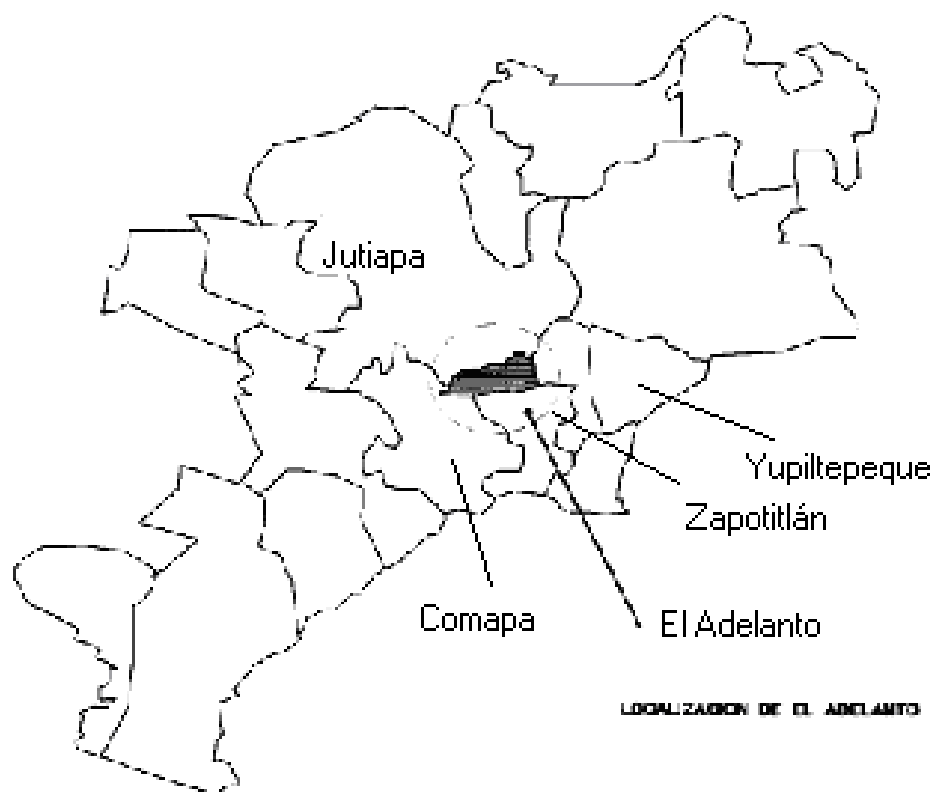 Jutiapa
Yupiltepeque
Zapotitlán
Comapa
El Adelanto
LOCALIZACION DE EL ADELANTO